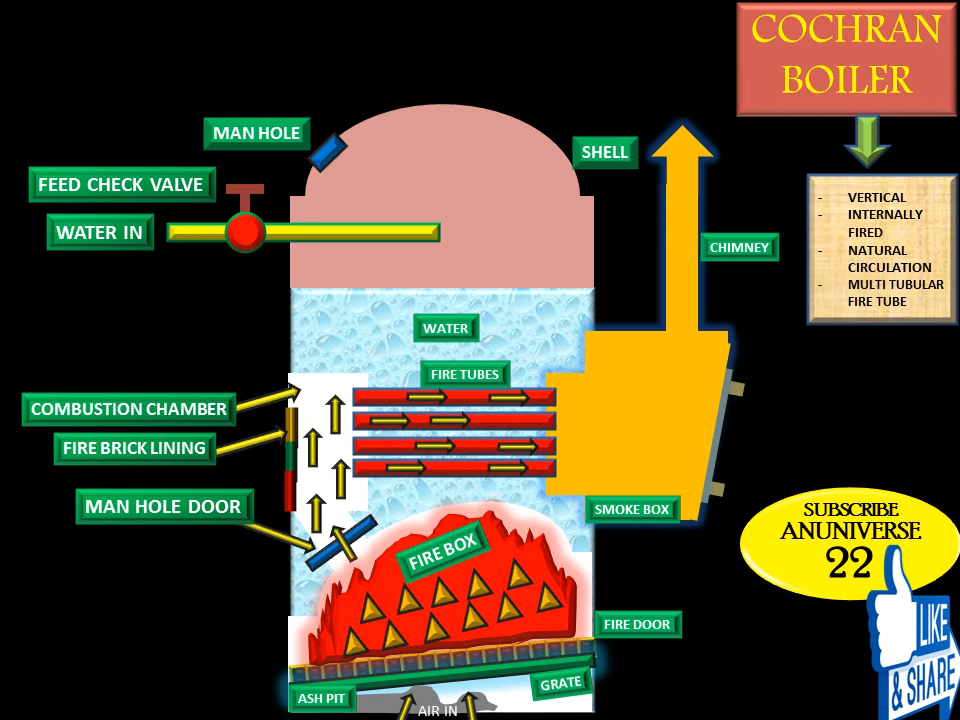 COCHRAN
BOILER
MAN HOLE
SHELL
FEED CHECK VALVE
WATER IN
CHIMNEY
- VERTICAL
- INTERNALLY
FIRED
- NATURAL
CIRCULATION
- MULTI TUBULAR
FIRE TUBE
WATER
FIRE TUBES
COMBUSTION CHAMBER
FIRE BRICK LINING
MAN HOLE DOOR
SMOKE BOX
FIRE BOX
SUBSCRIBE
ANUNIVERSE
22
LIKE
& SHARE
FIRE DOOR
GRATE
ASH PIT
AIR IN